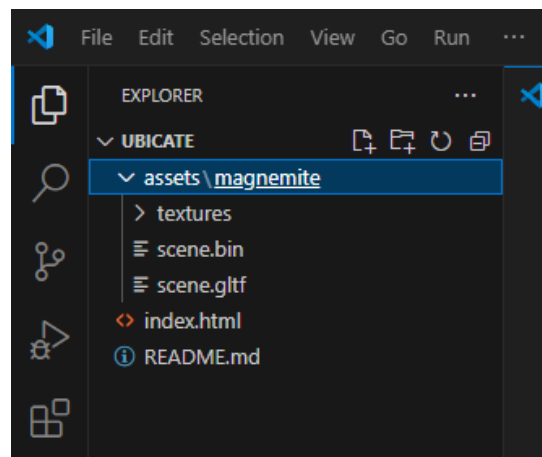 File Edit Selection View Go Run ···
EXPLORER ···
UBICATE
assets\magnemite
textures
scene.bin
scene.gltf
index.html
README.md